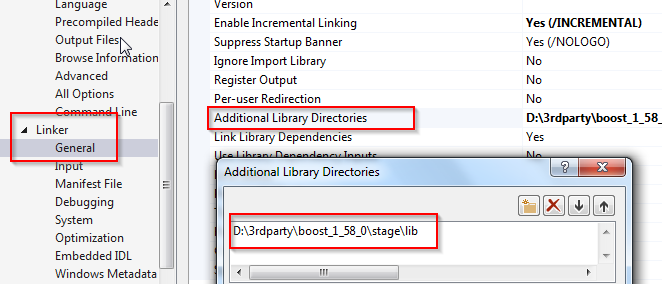 Language
Precompiled Heade
Output Files
Browse Information
Advanced
All Options
Command Line
Linker
General
Input
Manifest File
Debugging
System
Optimization
Embedded IDL
Windows Metadata
Version
Enable Incremental Linking Yes (/INCREMENTAL)
Suppress Startup Banner Yes (/NOLOGO)
Ignore Import Library No
Register Output No
Per-user Redirection No
Additional Library Directories D:\3rdparty\boost_1_58_
Link Library Dependencies Yes
Use Library Dependency Inputs No
Additional Library Directories
D:\3rdparty\boost_1_58_0\stage\lib